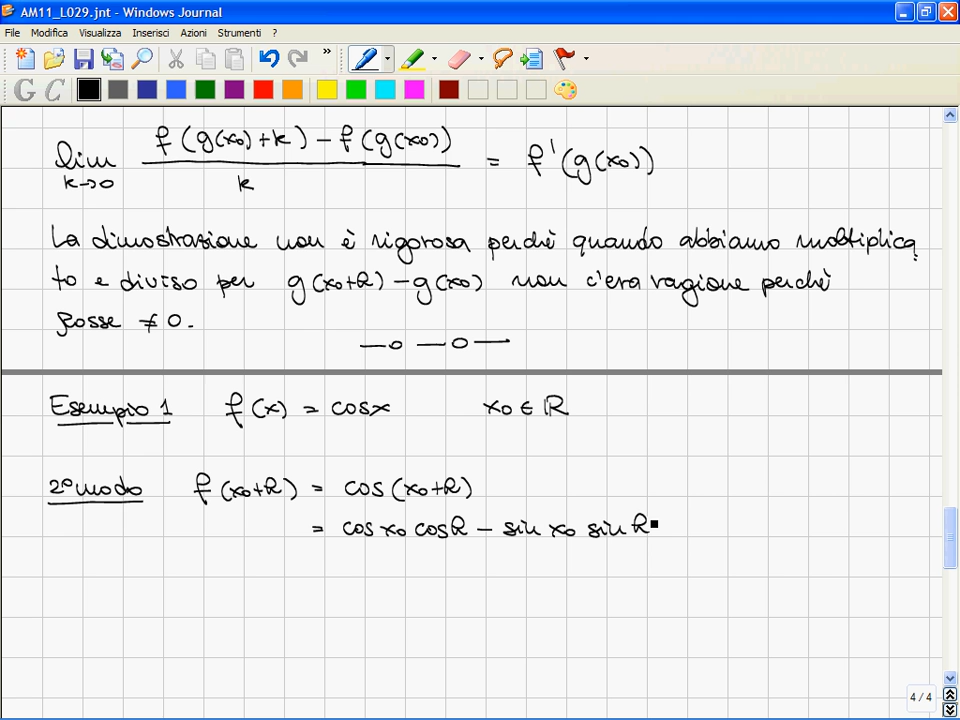 AM11_L029.jnt - Windows Journal
File Modifica Visualizza Inserisci Azioni Strumenti ?
lim k→0 f(g(x0)+k) - f(g(x0)) / k = f'(g(x0))
La dimostrazione non è rigorosa perché quando abbiamo moltiplica
to e diviso per g(x0+h) - g(x0) non c'era ragione perché
fosse ≠ 0.
Esempio 1 f(x) = cosx x0 ∈ ℝ
2° modo f(x0+h) = cos(x0+h)
= cos x0 cos h - sin x0 sin h
4 / 4